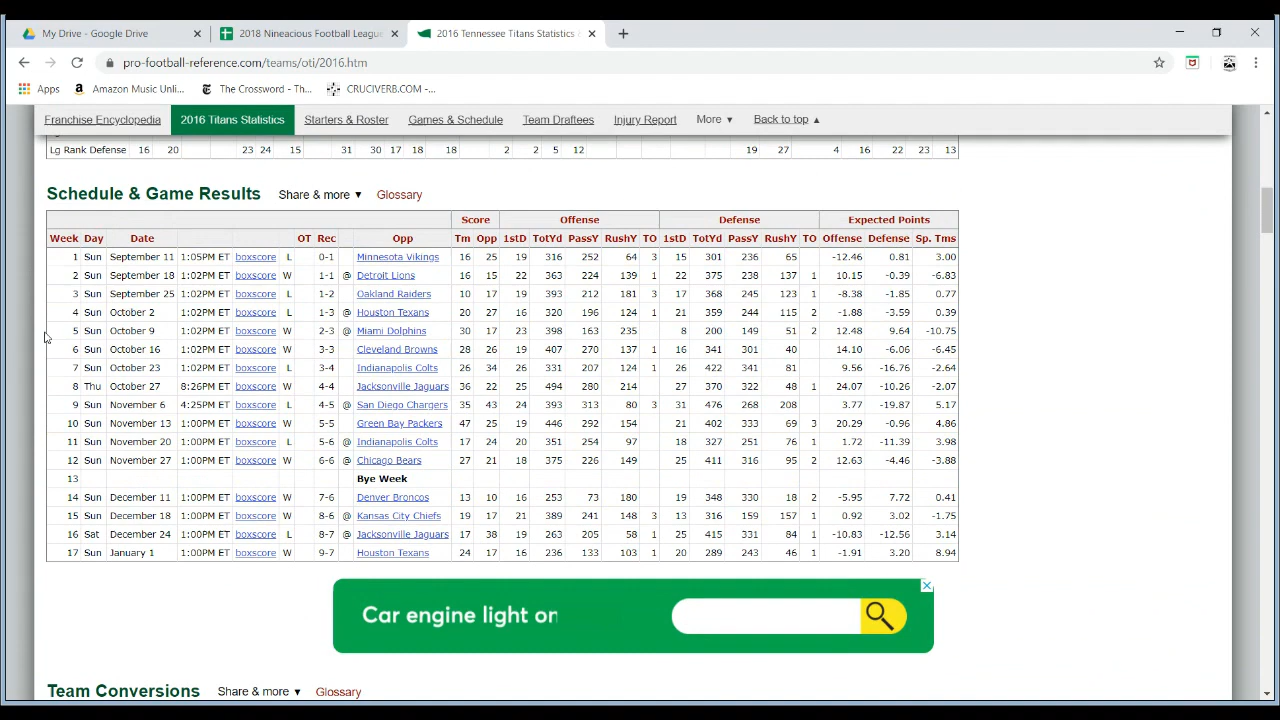 My Drive - Google Drive
2018 Nineacious Football Leagu
2016 Tennessee Titans Statistics &
pro-football-reference.com/teams/oti/2016.htm
Apps Amazon Music Unli... The Crossword - Th... CRUCIVERB.COM -...
Franchise Encyclopedia 2016 Titans Statistics Starters & Roster Games & Schedule Team Draftees Injury Report More ▼ Back to top ▲
Lg Rank Defense 16 20 23 24 15 31 30 17 18 18 2 2 5 12 19 27 4 16 22 23 13
Schedule & Game Results Share & more ▼ Glossary
Score Offense Defense Expected Points
Week Day Date OT Rec Opp Tm Opp 1stD TotYd PassY RushY TO 1stD TotYd PassY RushY TO Offense Defense Sp. Tms
1 Sun September 11 1:05PM ET boxscore L 0-1 Minnesota Vikings 16 25 19 316 252 64 3 15 301 236 65 -12.46 0.81 3.00
2 Sun September 18 1:02PM ET boxscore W 1-1 @ Detroit Lions 16 15 22 363 224 139 1 22 375 238 137 1 10.15 -0.39 -6.83
3 Sun September 25 1:02PM ET boxscore L 1-2 Oakland Raiders 10 17 19 393 212 181 3 17 368 245 123 1 -8.38 -1.85 0.77
4 Sun October 2 1:02PM ET boxscore L 1-3 @ Houston Texans 20 27 16 320 196 124 1 21 359 244 115 2 -1.88 -3.59 0.39
5 Sun October 9 1:02PM ET boxscore W 2-3 @ Miami Dolphins 30 17 23 398 163 235 8 200 149 51 2 12.48 9.64 -10.75
6 Sun October 16 1:02PM ET boxscore W 3-3 Cleveland Browns 28 26 19 407 270 137 1 16 341 301 40 14.10 -6.06 -6.45
7 Sun October 23 1:02PM ET boxscore L 3-4 Indianapolis Colts 26 34 26 331 207 124 1 26 422 341 81 9.56 -16.76 -2.64
8 Thu October 27 8:26PM ET boxscore W 4-4 Jacksonville Jaguars 36 22 25 494 280 214 27 370 322 48 1 24.07 -10.26 -2.07
9 Sun November 6 4:25PM ET boxscore L 4-5 @ San Diego Chargers 35 43 24 393 313 80 3 31 476 268 208 3.77 -19.87 5.17
10 Sun November 13 1:00PM ET boxscore W 5-5 Green Bay Packers 47 25 19 446 292 154 21 402 333 69 3 20.29 -0.96 4.86
11 Sun November 20 1:00PM ET boxscore L 5-6 @ Indianapolis Colts 17 24 20 351 254 97 18 327 251 76 1 1.72 -11.39 3.98
12 Sun November 27 1:00PM ET boxscore W 6-6 @ Chicago Bears 27 21 18 375 226 149 25 411 316 95 2 12.63 -4.46 -3.88
13 Bye Week
14 Sun December 11 1:00PM ET boxscore W 7-6 Denver Broncos 13 10 16 253 73 180 19 348 330 18 2 -5.95 7.72 0.41
15 Sun December 18 1:00PM ET boxscore W 8-6 @ Kansas City Chiefs 19 17 21 389 241 148 3 13 316 159 157 1 0.92 3.02 -1.75
16 Sat December 24 1:00PM ET boxscore L 8-7 @ Jacksonville Jaguars 17 38 19 263 205 58 1 25 415 331 84 1 -10.83 -12.56 3.14
17 Sun January 1 1:00PM ET boxscore W 9-7 Houston Texans 24 17 16 236 133 103 1 20 289 243 46 1 -1.91 3.20 8.94
Car engine light on
Team Conversions Share & more ▼ Glossary